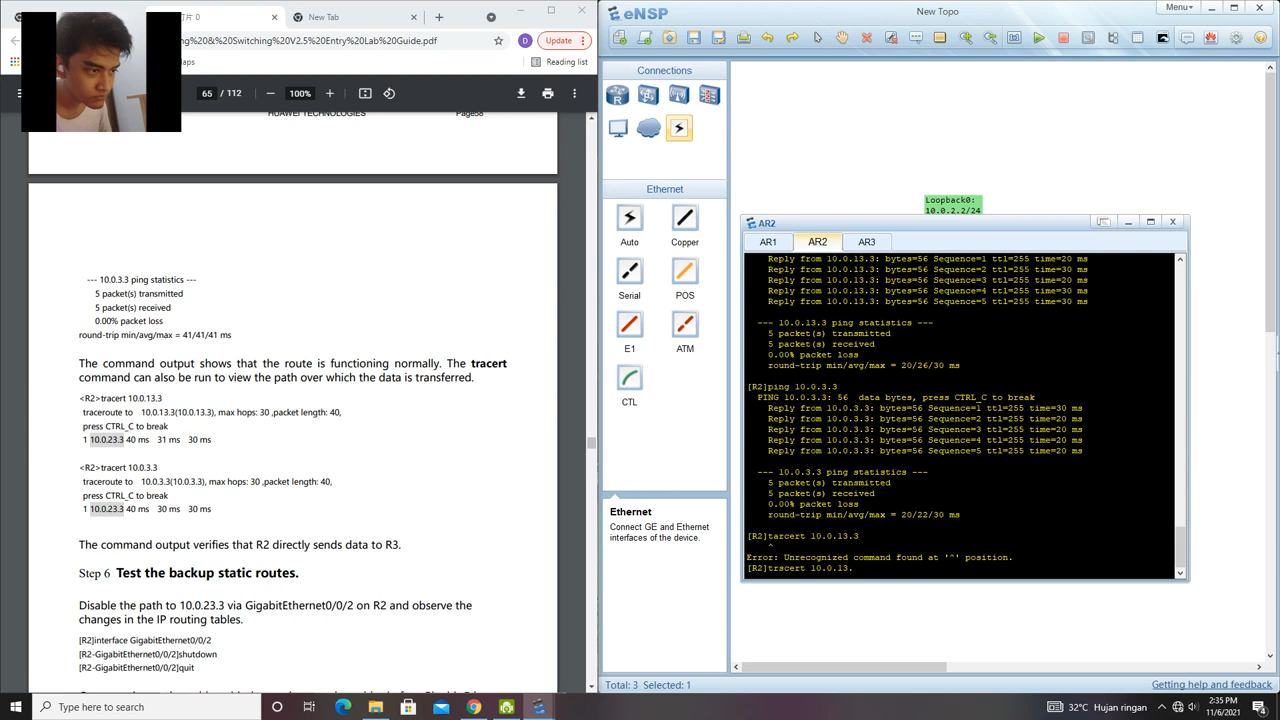 片 0
New Tab
ng%20&%20Switching%20V2.5%20Entry%20Lab%20Guide.pdf
D
Update
aps
Reading list
65 / 112
100%
HUAWEI TECHNOLOGIES
Page58
--- 10.0.3.3 ping statistics ---
5 packet(s) transmitted
5 packet(s) received
0.00% packet loss
round-trip min/avg/max = 41/41/41 ms
The command output shows that the route is functioning normally. The tracert
command can also be run to view the path over which the data is transferred.
<R2>tracert 10.0.13.3
traceroute to 10.0.13.3(10.0.13.3), max hops: 30 ,packet length: 40,
press CTRL_C to break
1 10.0.23.3 40 ms 31 ms 30 ms
<R2>tracert 10.0.3.3
traceroute to 10.0.3.3(10.0.3.3), max hops: 30 ,packet length: 40,
press CTRL_C to break
1 10.0.23.3 40 ms 30 ms 30 ms
The command output verifies that R2 directly sends data to R3.
Step 6 Test the backup static routes.
Disable the path to 10.0.23.3 via GigabitEthernet0/0/2 on R2 and observe the
changes in the IP routing tables.
[R2]interface GigabitEthernet0/0/2
[R2-GigabitEthernet0/0/2]shutdown
[R2-GigabitEthernet0/0/2]quit
eNSP
New Topo
Menu
Connections
Ethernet
Auto
Copper
Serial
POS
E1
ATM
CTL
Ethernet
Connect GE and Ethernet
interfaces of the device.
Loopback0:
10.0.2.2/24
AR2
AR1
AR2
AR3
Reply from 10.0.13.3: bytes=56 Sequence=1 ttl=255 time=20 ms
Reply from 10.0.13.3: bytes=56 Sequence=2 ttl=255 time=30 ms
Reply from 10.0.13.3: bytes=56 Sequence=3 ttl=255 time=20 ms
Reply from 10.0.13.3: bytes=56 Sequence=4 ttl=255 time=30 ms
Reply from 10.0.13.3: bytes=56 Sequence=5 ttl=255 time=30 ms
--- 10.0.13.3 ping statistics ---
5 packet(s) transmitted
5 packet(s) received
0.00% packet loss
round-trip min/avg/max = 20/26/30 ms
[R2]ping 10.0.3.3
PING 10.0.3.3: 56 data bytes, press CTRL_C to break
Reply from 10.0.3.3: bytes=56 Sequence=1 ttl=255 time=30 ms
Reply from 10.0.3.3: bytes=56 Sequence=2 ttl=255 time=20 ms
Reply from 10.0.3.3: bytes=56 Sequence=3 ttl=255 time=20 ms
Reply from 10.0.3.3: bytes=56 Sequence=4 ttl=255 time=20 ms
Reply from 10.0.3.3: bytes=56 Sequence=5 ttl=255 time=20 ms
--- 10.0.3.3 ping statistics ---
5 packet(s) transmitted
5 packet(s) received
0.00% packet loss
round-trip min/avg/max = 20/22/30 ms
[R2]tarcert 10.0.13.3
^
Error: Unrecognized command found at '^' position.
[R2]trscert 10.0.13.
Total: 3 Selected: 1
Getting help and feedback
Type here to search
32°C Hujan ringan
2:35 PM
11/6/2021